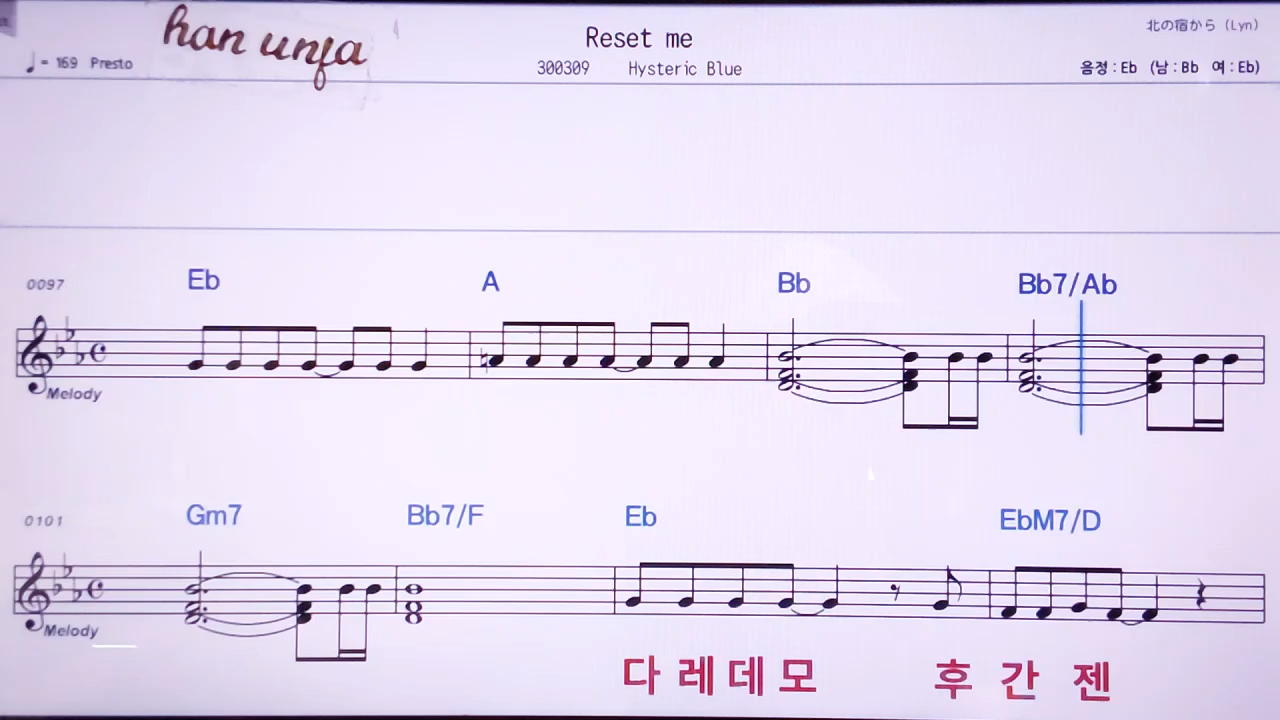 han unfa
Reset me
北の宿から (Lyn)
♩= 169 Presto
300309 Hysteric Blue
음정 : Eb (남 : Bb 여 : Eb)
0097 Eb A Bb Bb7/Ab
Melody
0101 Gm7 Bb7/F Eb EbM7/D
Melody
다 레 데 모 후 간 젠